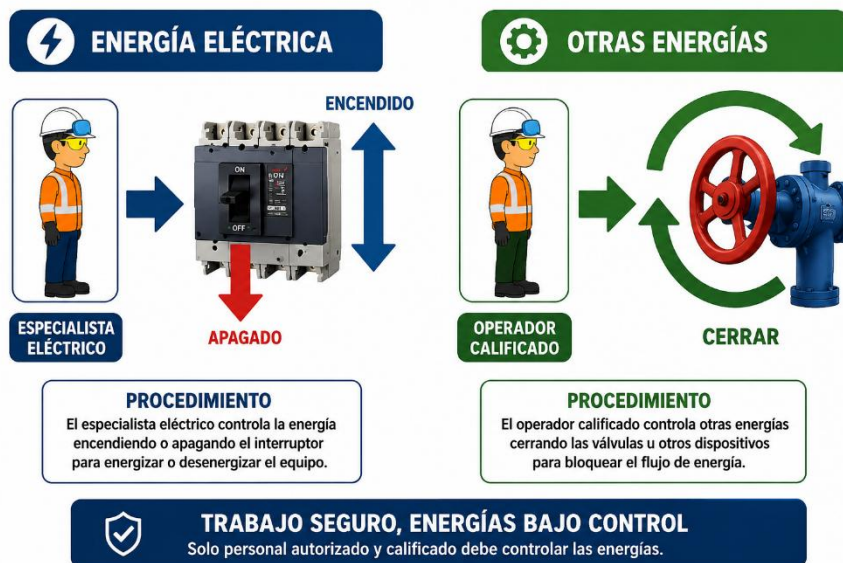 ENERGÍA ELÉCTRICA
ENCENDIDO
ON
ON
OFF
APAGADO
ESPECIALISTA
ELÉCTRICO
PROCEDIMIENTO
El especialista eléctrico controla la energía
encendiendo o apagando el interruptor
para energizar o desenergizar el equipo.
OTRAS ENERGÍAS
OPERADOR
CALIFICADO
CERRAR
PROCEDIMIENTO
El operador calificado controla otras energías
cerrando las válvulas u otros dispositivos
para bloquear el flujo de energía.
TRABAJO SEGURO, ENERGÍAS BAJO CONTROL
Solo personal autorizado y calificado debe controlar las energías.